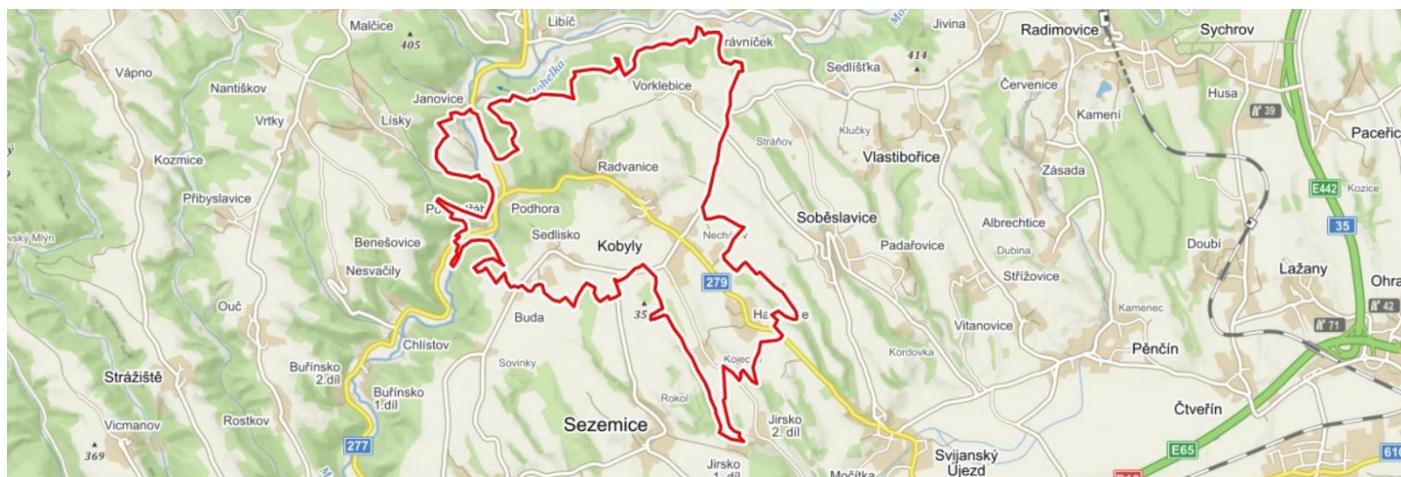 Libíč
Malčice
405
Jivina
Radimovice
Sychrov
Vápno
Nantiškov
Mohelka
Vorklebice
Sedlíšťka
414
Červenice
Husa
39
Janovice
Lísky
Kamení
Paceřic
Vrtky
Stráňov
Klučky
Vlastibořice
Kozmice
Radvanice
Zásada
E442
Kozice
Přibyslavice
Podhora
Soběslavice
Albrechtice
35
Benešovice
Sedlisko
Kobyly
Padařovice
Dubina
Doubí
Nesvačily
279
Střížovice
Lažany
Ouč
Buda
Kamenec
42
Vitanovice
71
Chlístov
Sovinky
Kordovka
Pěnčín
Buřínsko
2.díl
Strážiště
Buřínsko
1.díl
Rokol
Čtveřín
Vicmanov
Rostkov
Sezemice
Jirsko
2. díl
369
277
Svijanský
Újezd
E65
Jirsko
1. díl
Močítka